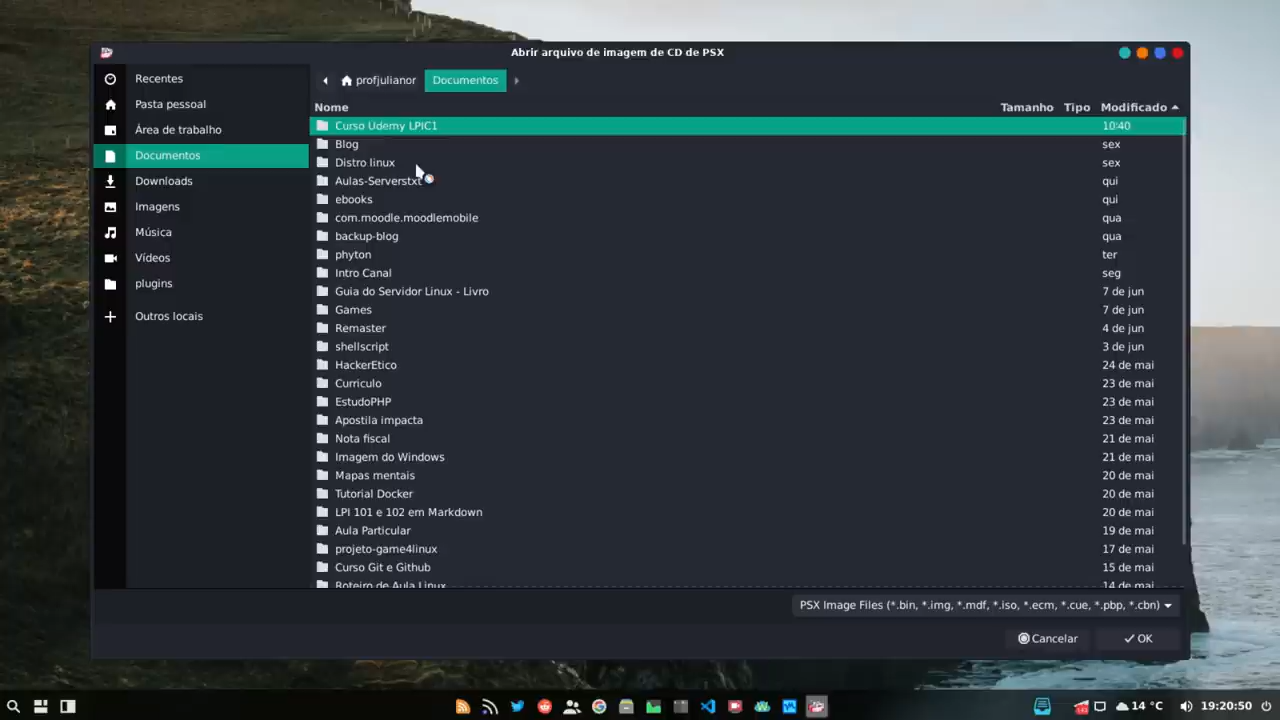 Abrir arquivo de imagem de CD de PSX
Recentes
Pasta pessoal
Área de trabalho
Documentos
Downloads
Imagens
Música
Vídeos
plugins
Outros locais
profjulianor Documentos
Nome Tamanho Tipo Modificado
Curso Udemy LPIC1 10:40
Blog sex
Distro linux sex
Aulas-Serverstxt qui
ebooks qui
com.moodle.moodlemobile qua
backup-blog qua
phyton ter
Intro Canal seg
Guia do Servidor Linux - Livro 7 de jun
Games 7 de jun
Remaster 4 de jun
shellscript 3 de jun
HackerEtico 24 de mai
Curriculo 23 de mai
EstudoPHP 23 de mai
Apostila impacta 23 de mai
Nota fiscal 21 de mai
Imagem do Windows 21 de mai
Mapas mentais 20 de mai
Tutorial Docker 20 de mai
LPI 101 e 102 em Markdown 20 de mai
Aula Particular 19 de mai
projeto-game4linux 17 de mai
Curso Git e Github 15 de mai
Roteiro de Aula Linux 14 de mai
PSX Image Files (*.bin, *.img, *.mdf, *.iso, *.ecm, *.cue, *.pbp, *.cbn)
Cancelar OK
14 °C 19:20:50